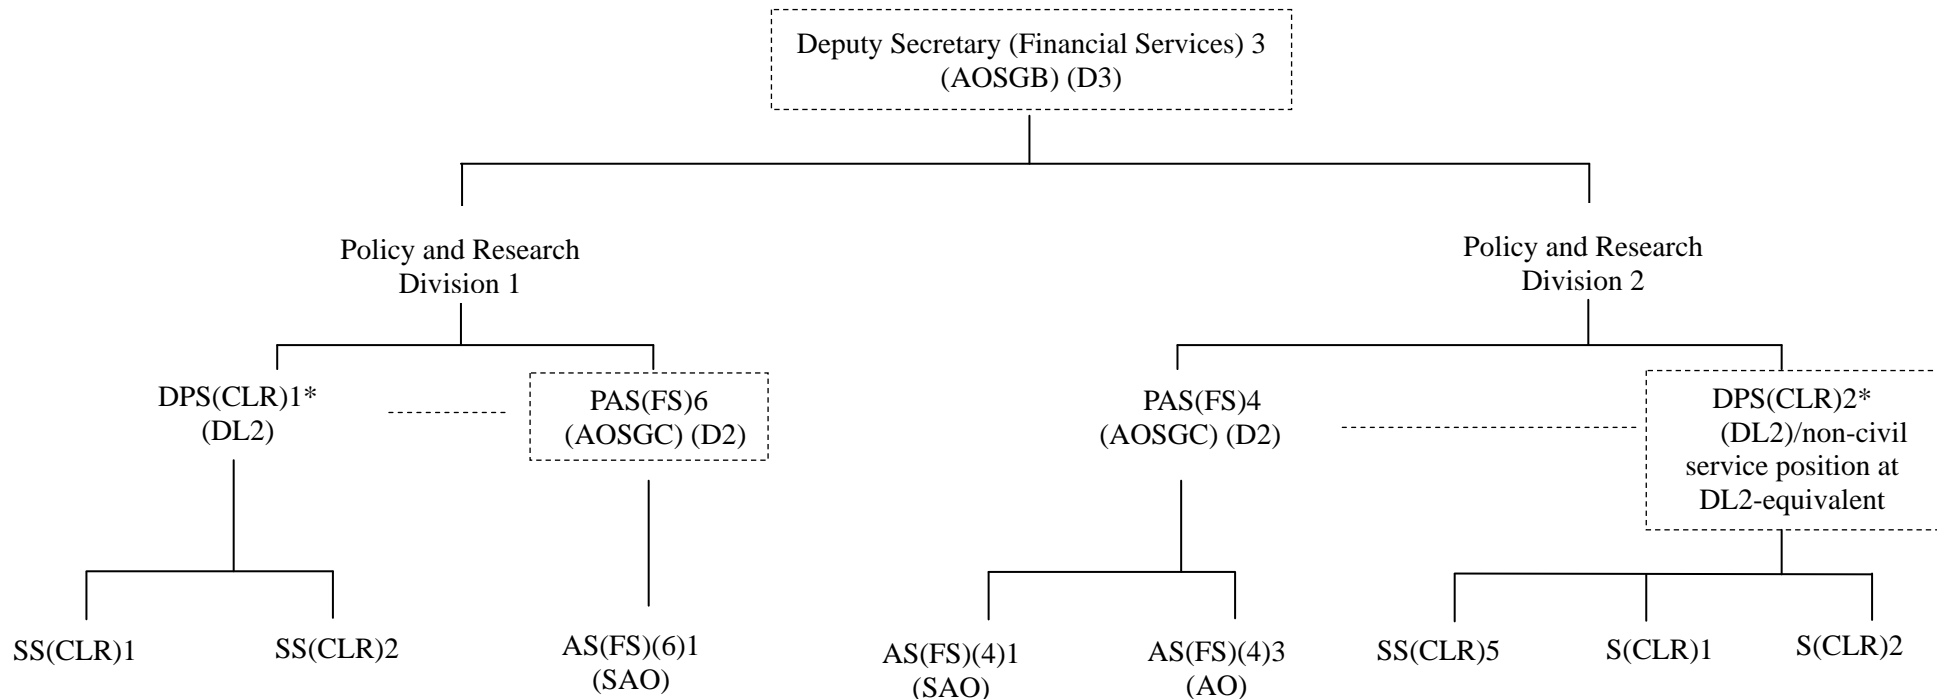 Deputy Secretary (Financial Services) 3
(AOSGB) (D3)
Policy and Research
Division 1
Policy and Research
Division 2
DPS(CLR)1*
(DL2)
PAS(FS)6
(AOSGC) (D2)
PAS(FS)4
(AOSGC) (D2)
DPS(CLR)2*
(DL2)/non-civil
service position at
DL2-equivalent
SS(CLR)1
SS(CLR)2
AS(FS)(6)1
(SAO)
AS(FS)(4)1
(SAO)
AS(FS)(4)3
(AO)
SS(CLR)5
S(CLR)1
S(CLR)2